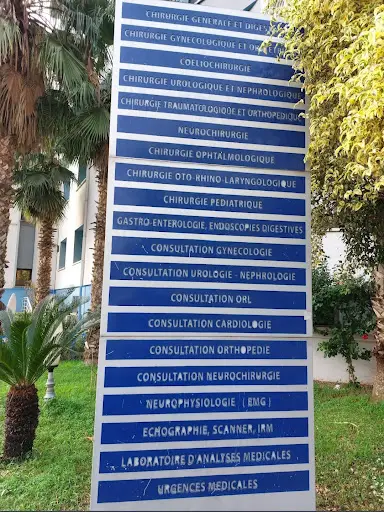 CHIRURGIE GENERALE ET
CHIRURGIE GYNECOLOGIQUE ET
COELIOCHIRURGIE
CHIRURGIE UROLOGIQUE ET NEPHROLOGIQUE
CHIRURGIE TRAUMATOLOGIQUE ET ORTHOPEDIQUE
NEUROCHIRURGIE
CHIRURGIE OPHTALMOLOGIQUE
CHIRURGIE OTO-RHINO-LARYNGOLOGIQUE
CHIRURGIE PEDIATRIQUE
GASTRO-ENTEROLOGIE, ENDOSCOPIES DIGESTIVES
CONSULTATION GYNECOLOGIE
CONSULTATION UROLOGIE - NEPHROLOGIE
CONSULTATION ORL
CONSULTATION CARDIOLOGIE
CONSULTATION ORTHOPEDIE
CONSULTATION NEUROCHIRURGIE
NEUROPHYSIOLOGIE ( EMG )
ECHOGRAPHIE, SCANNER, IRM
LABORATOIRE D'ANALYSES MEDICALES
URGENCES MEDICALES